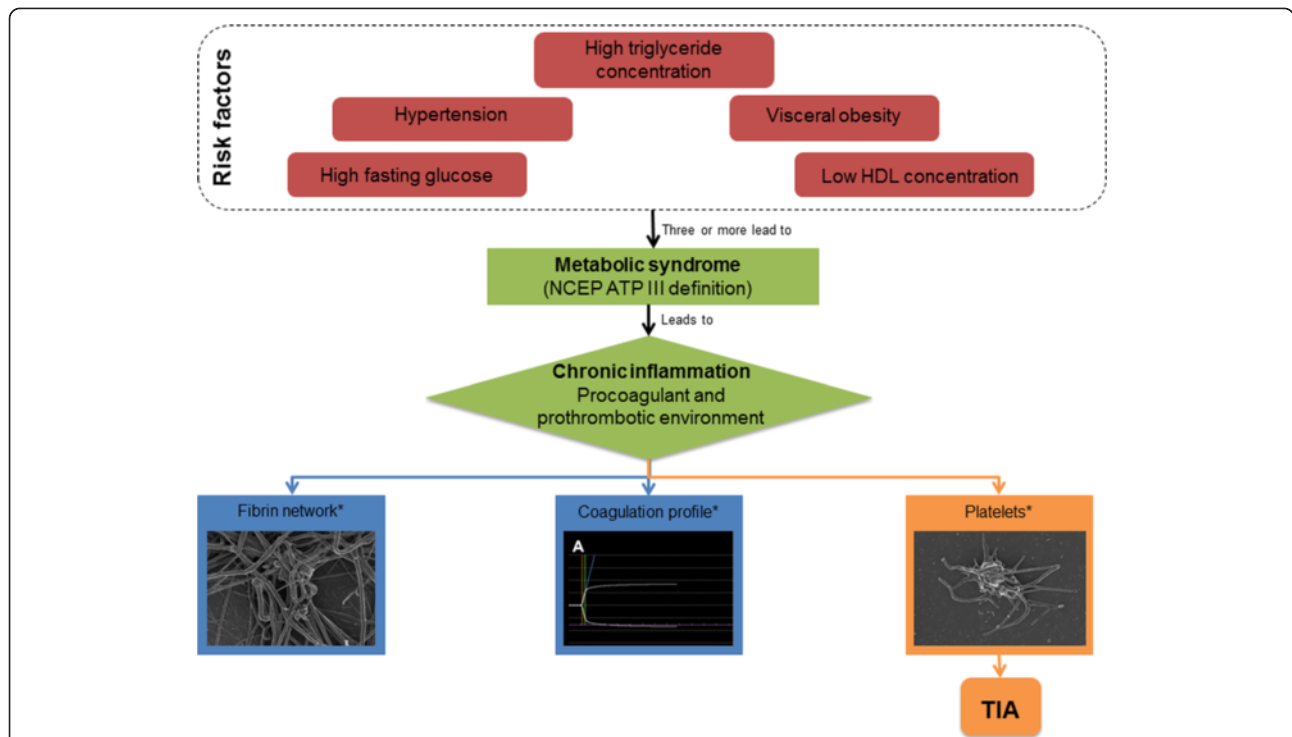 Risk factors
High triglyceride
concentration
Hypertension
Visceral obesity
High fasting glucose
Low HDL concentration
Three or more lead to
Metabolic syndrome
(NCEP ATP III definition)
Leads to
Chronic inflammation
Procoagulant and
prothrombotic environment
Fibrin network*
Coagulation profile*
Platelets*
A
TIA